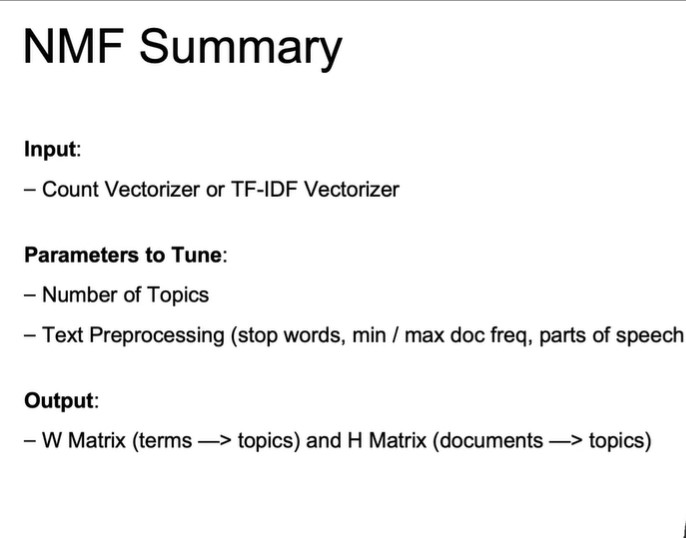 NMF Summary
Input:
– Count Vectorizer or TF-IDF Vectorizer
Parameters to Tune:
– Number of Topics
– Text Preprocessing (stop words, min / max doc freq, parts of speech
Output:
– W Matrix (terms —> topics) and H Matrix (documents —> topics)